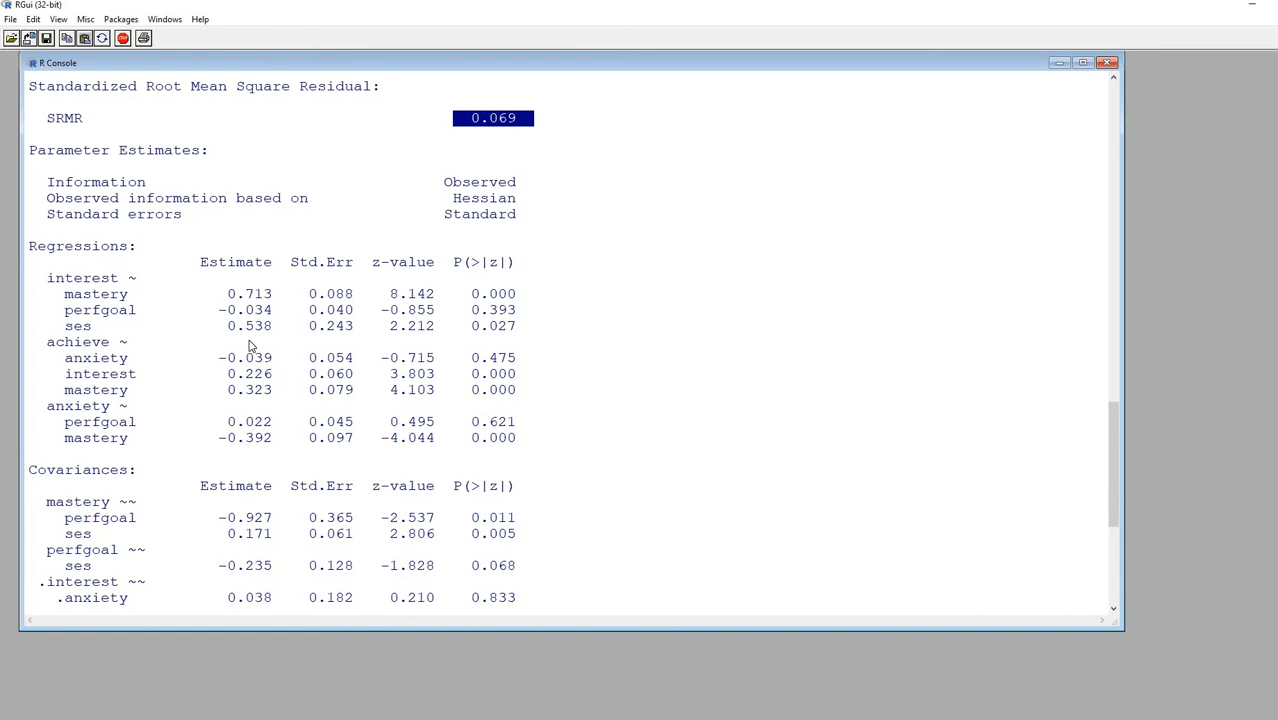 RGui (32-bit)
File Edit View Misc Packages Windows Help
STOP
R Console
Standardized Root Mean Square Residual:
SRMR 0.069
Parameter Estimates:
Information Observed
Observed information based on Hessian
Standard errors Standard
Regressions:
Estimate Std.Err z-value P(>|z|)
interest ~
mastery 0.713 0.088 8.142 0.000
perfgoal -0.034 0.040 -0.855 0.393
ses 0.538 0.243 2.212 0.027
achieve ~
anxiety -0.039 0.054 -0.715 0.475
interest 0.226 0.060 3.803 0.000
mastery 0.323 0.079 4.103 0.000
anxiety ~
perfgoal 0.022 0.045 0.495 0.621
mastery -0.392 0.097 -4.044 0.000
Covariances:
Estimate Std.Err z-value P(>|z|)
mastery ~~
perfgoal -0.927 0.365 -2.537 0.011
ses 0.171 0.061 2.806 0.005
perfgoal ~~
ses -0.235 0.128 -1.828 0.068
.interest ~~
.anxiety 0.038 0.182 0.210 0.833